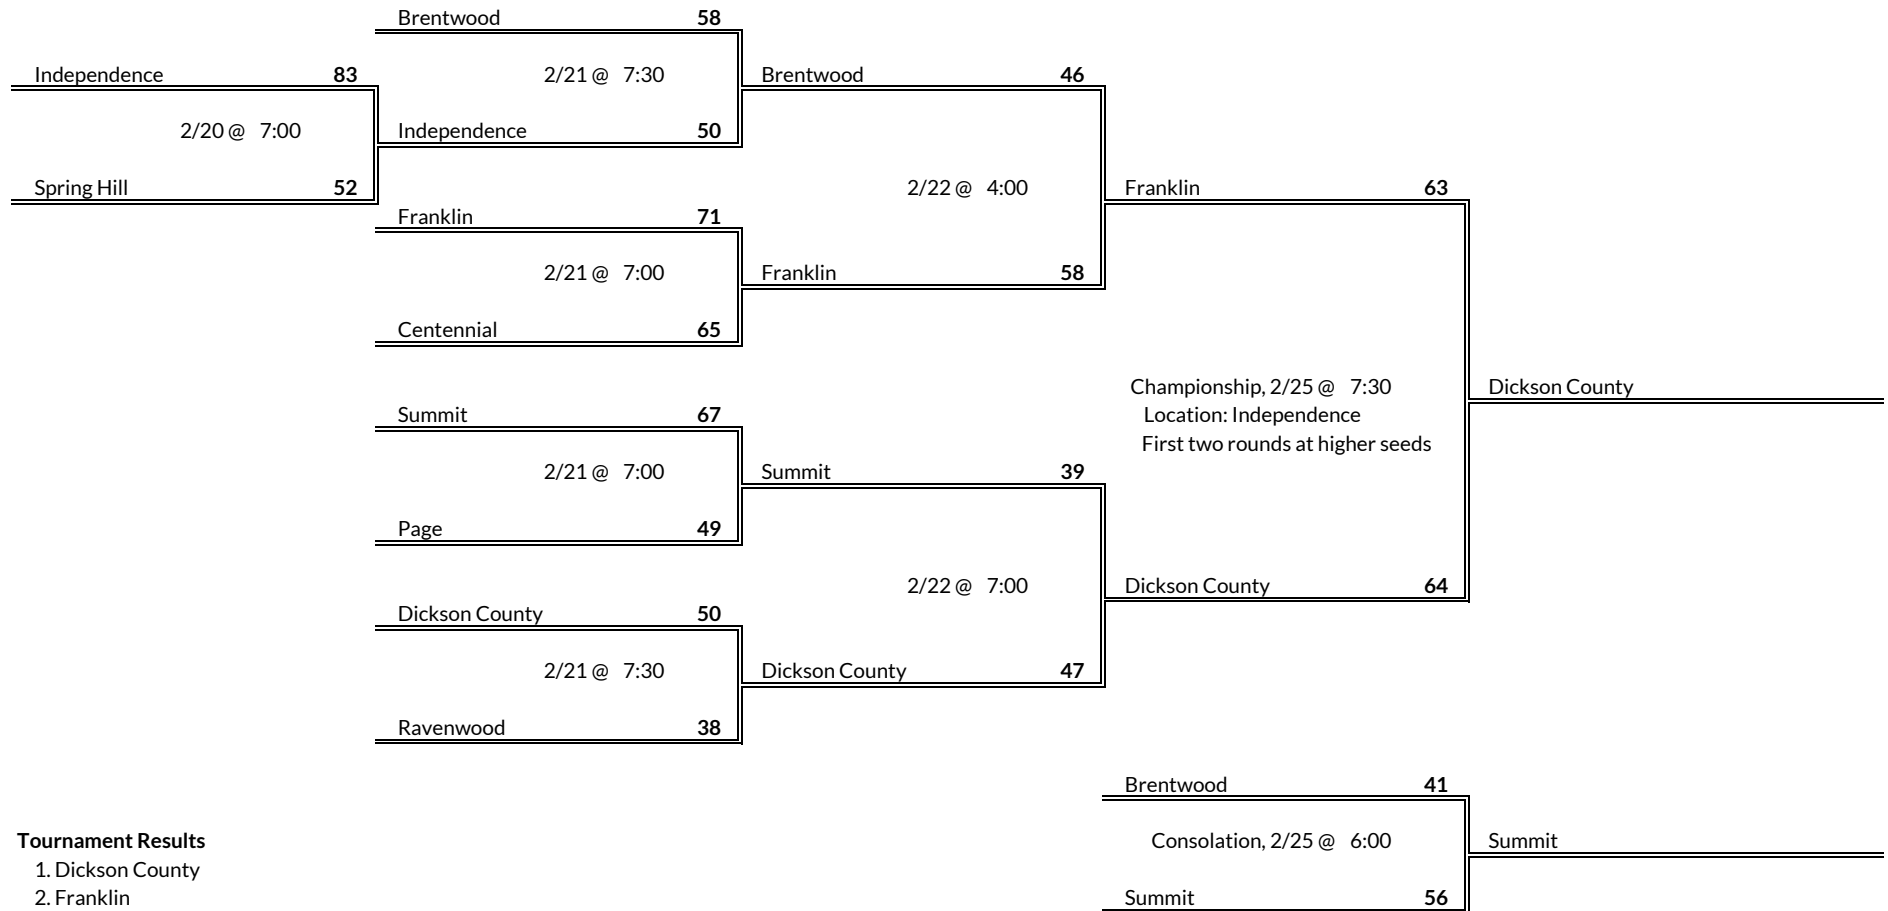 Brentwood 58
Independence 83 2/21 @ 7:30 Brentwood 46
2/20 @ 7:00 Independence 50
Spring Hill 52 2/22 @ 4:00 Franklin 63
Franklin 71
2/21 @ 7:00 Franklin 58
Centennial 65
Championship, 2/25 @ 7:30 Dickson County
Summit 67 Location: Independence
First two rounds at higher seeds
2/21 @ 7:00 Summit 39
Page 49
2/22 @ 7:00 Dickson County 64
Dickson County 50
2/21 @ 7:30 Dickson County 47
Ravenwood 38
Brentwood 41
Tournament Results Consolation, 2/25 @ 6:00 Summit
1. Dickson County
2. Franklin Summit 56